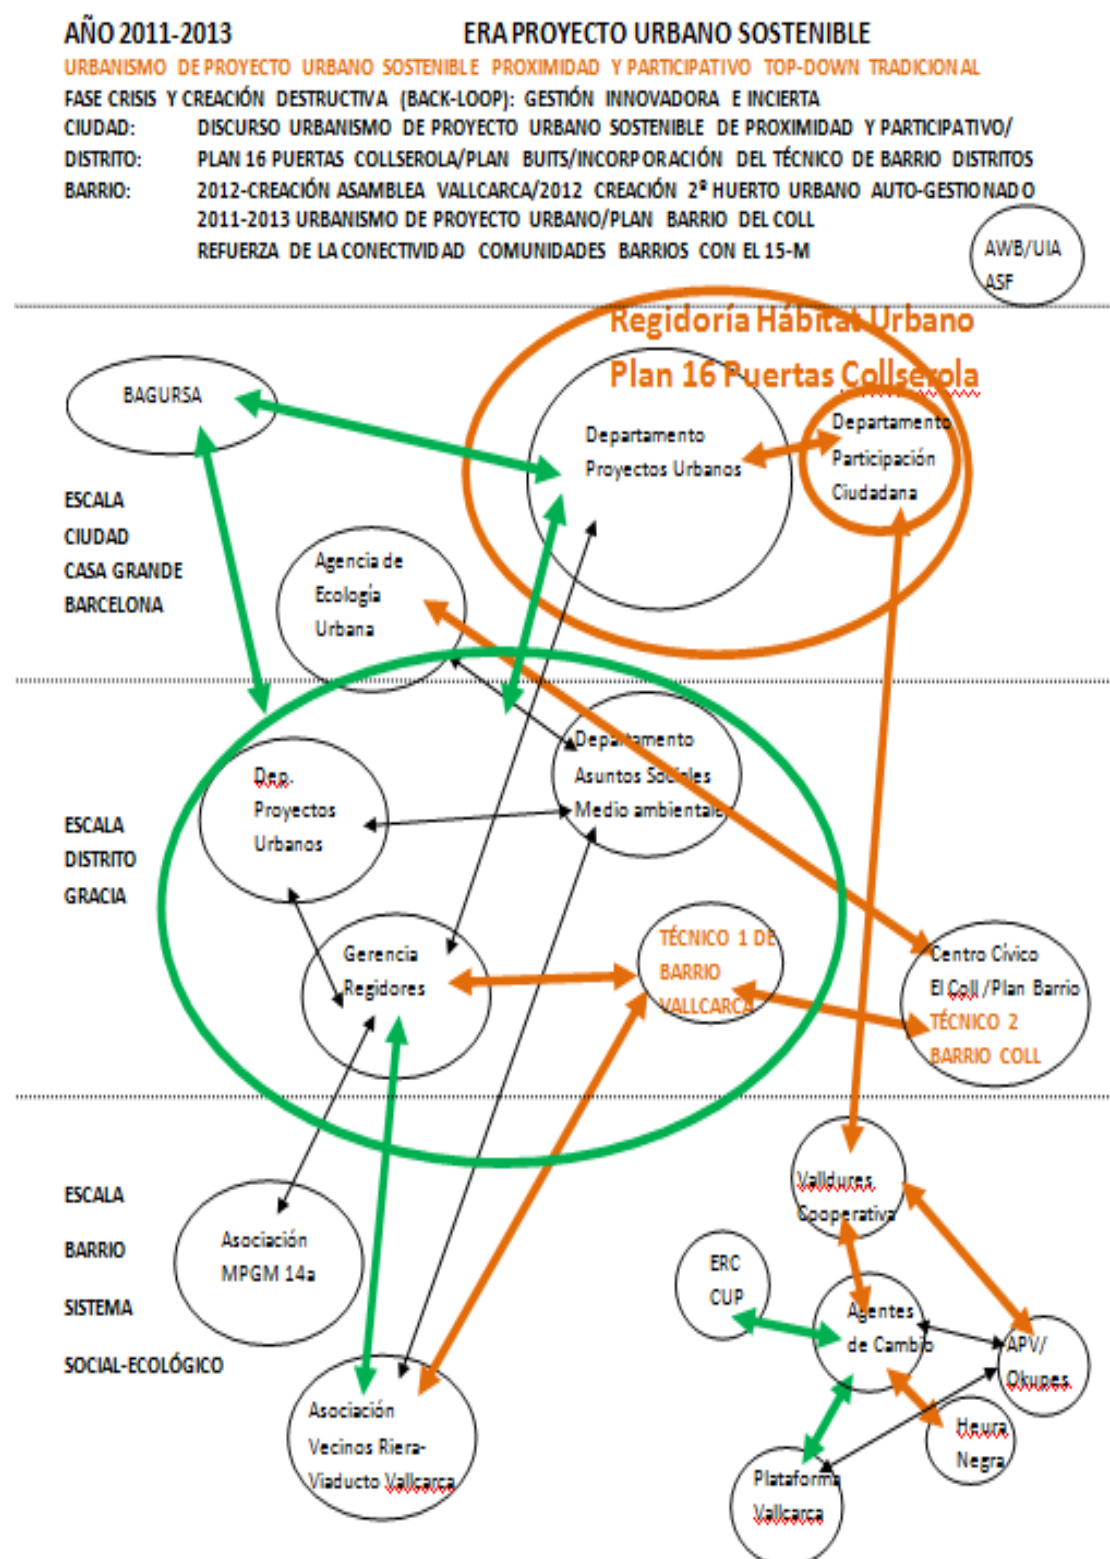 AÑO 2011-2013 ERA PROYECTO URBANO SOSTENIBLE
URBANISMO DE PROYECTO URBANO SOSTENIBLE PROXIMIDAD Y PARTICIPATIVO TOP-DOWN TRADICIONAL
FASE CRISIS Y CREACIÓN DESTRUCTIVA (BACK-LOOP): GESTIÓN INNOVADORA E INCIERTA
CIUDAD: DISCURSO URBANISMO DE PROYECTO URBANO SOSTENIBLE DE PROXIMIDAD Y PARTICIPATIVO/
DISTRITO: PLAN 16 PUERTAS COLLSEROLA/PLAN BUITS/INCORPORACIÓN DEL TÉCNICO DE BARRIO DISTRITOS
BARRIO: 2012-CREACIÓN ASAMBLEA VALLCARCA/2012 CREACIÓN 2ª HUERTO URBANO AUTO-GESTIONADO
2011-2013 URBANISMO DE PROYECTO URBANO/PLAN BARRIO DEL COLL
REFUERZA DE LA CONECTIVIDAD COMUNIDADES BARRIOS CON EL 15-M
AWB/UIA
ASF
Regidoría Hábitat Urbano
Plan 16 Puertas Collserola
BAGURSA
Departamento
Proyectos Urbanos
Departamento
Participación
Ciudadana
ESCALA
CIUDAD
CASA GRANDE
BARCELONA
Agencia de
Ecología
Urbana
Departamento
Asuntos Sociales
Medio ambientales
Dep.
Proyectos
Urbanos
ESCALA
DISTRITO
GRACIA
Gerencia
Regidores
TÉCNICO 1 DE
BARRIO
VALLCARCA
Centro Cívico
El Coll /Plan Barrio
TÉCNICO 2
BARRIO COLL
ESCALA
BARRIO
SISTEMA
SOCIAL-ECOLÓGICO
Asociación
MPGM 14a
Asociación
Vecinos Riera-
Viaducto Vallcarca
Valldures
Cooperativa
ERC
CUP
Agentes
de Cambio
APV/
Okupes
Heura
Negra
Plataforma
Vallcarca